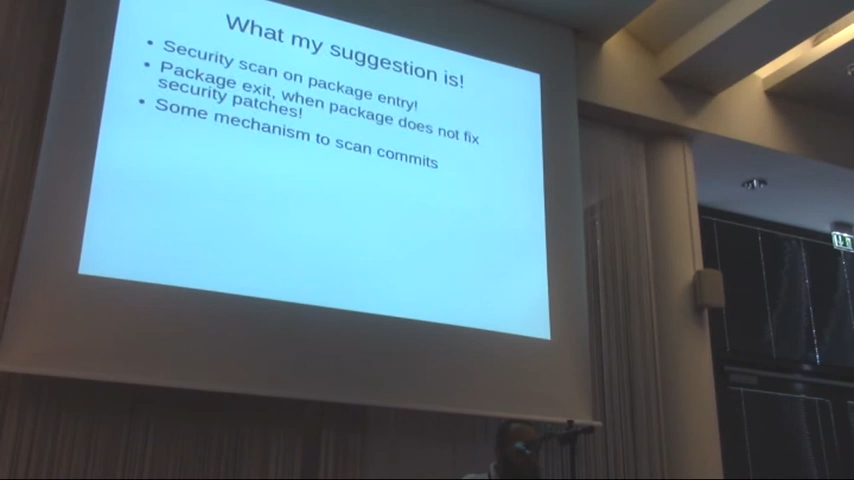 What my suggestion is!
• Security scan on package entry!
• Package exit, when package does not fix
security patches!
• Some mechanism to scan commits